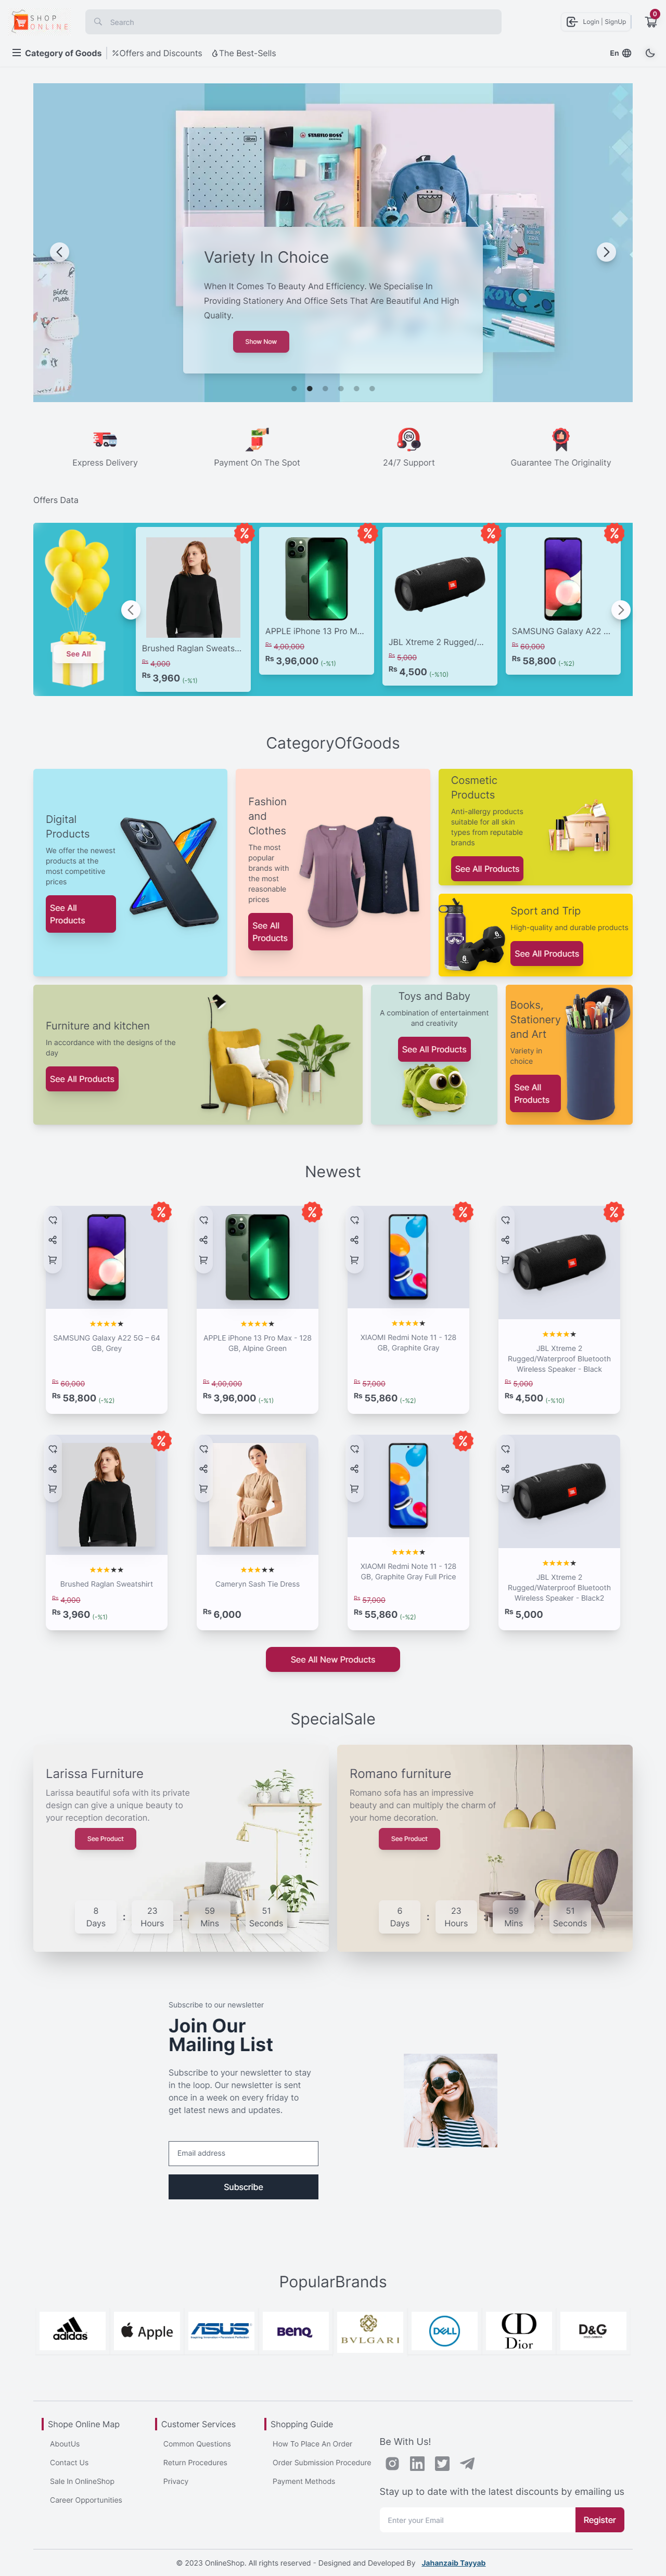 SHOP
ONLINE
Search
Login | SignUp
0
Category of Goods
Offers and Discounts
The Best-Sells
En
STABILO BOSS
Variety In Choice
When It Comes To Beauty And Efficiency. We Specialise In
Providing Stationery And Office Sets That Are Beautiful And High
Quality.
Show Now
Express Delivery
Payment On The Spot
24/7 Support
Guarantee The Originality
Offers Data
See All
Brushed Raglan Sweats...
Rs 4,000
Rs 3,960 (-%1)
APPLE iPhone 13 Pro M...
Rs 4,00,000
Rs 3,96,000 (-%1)
JBL Xtreme 2 Rugged/...
Rs 5,000
Rs 4,500 (-%10)
SAMSUNG Galaxy A22 ...
Rs 60,000
Rs 58,800 (-%2)
CategoryOfGoods
Digital
Products
We offer the newest
products at the
most competitive
prices
See All
Products
Fashion
and
Clothes
The most
popular
brands with
the most
reasonable
prices
See All
Products
Cosmetic
Products
Anti-allergy products
suitable for all skin
types from reputable
brands
See All Products
Sport and Trip
High-quality and durable products
See All Products
Furniture and kitchen
In accordance with the designs of the
day
See All Products
Toys and Baby
A combination of entertainment
and creativity
See All Products
Books,
Stationery
and Art
Variety in
choice
See All
Products
Newest
SAMSUNG Galaxy A22 5G – 64
GB, Grey
Rs 60,000
Rs 58,800 (-%2)
APPLE iPhone 13 Pro Max - 128
GB, Alpine Green
Rs 4,00,000
Rs 3,96,000 (-%1)
XIAOMI Redmi Note 11 - 128
GB, Graphite Gray
Rs 57,000
Rs 55,860 (-%2)
JBL Xtreme 2
Rugged/Waterproof Bluetooth
Wireless Speaker - Black
Rs 5,000
Rs 4,500 (-%10)
Brushed Raglan Sweatshirt
Rs 4,000
Rs 3,960 (-%1)
Cameryn Sash Tie Dress
Rs 6,000
XIAOMI Redmi Note 11 - 128
GB, Graphite Gray Full Price
Rs 57,000
Rs 55,860 (-%2)
JBL Xtreme 2
Rugged/Waterproof Bluetooth
Wireless Speaker - Black2
Rs 5,000
See All New Products
SpecialSale
Larissa Furniture
Larissa beautiful sofa with its private
design can give a unique beauty to
your reception decoration.
See Product
8 Days : 23 Hours : 59 Mins : 51 Seconds
Romano furniture
Romano sofa has an impressive
beauty and can multiply the charm of
your home decoration.
See Product
6 Days : 23 Hours : 59 Mins : 51 Seconds
Subscribe to our newsletter
Join Our
Mailing List
Subscribe to your newsletter to stay
in the loop. Our newsletter is sent
once in a week on every friday to
get latest news and updates.
Email address
Subscribe
PopularBrands
adidas
Apple
ASUS
BenQ
BVLGARI
DELL
CD
Dior
D&G
Shope Online Map
AboutUs
Contact Us
Sale In OnlineShop
Career Opportunities
Customer Services
Common Questions
Return Procedures
Privacy
Shopping Guide
How To Place An Order
Order Submission Procedure
Payment Methods
Be With Us!
Stay up to date with the latest discounts by emailing us
Enter your Email
Register
© 2023 OnlineShop. All rights reserved - Designed and Developed By Jahanzaib Tayyab